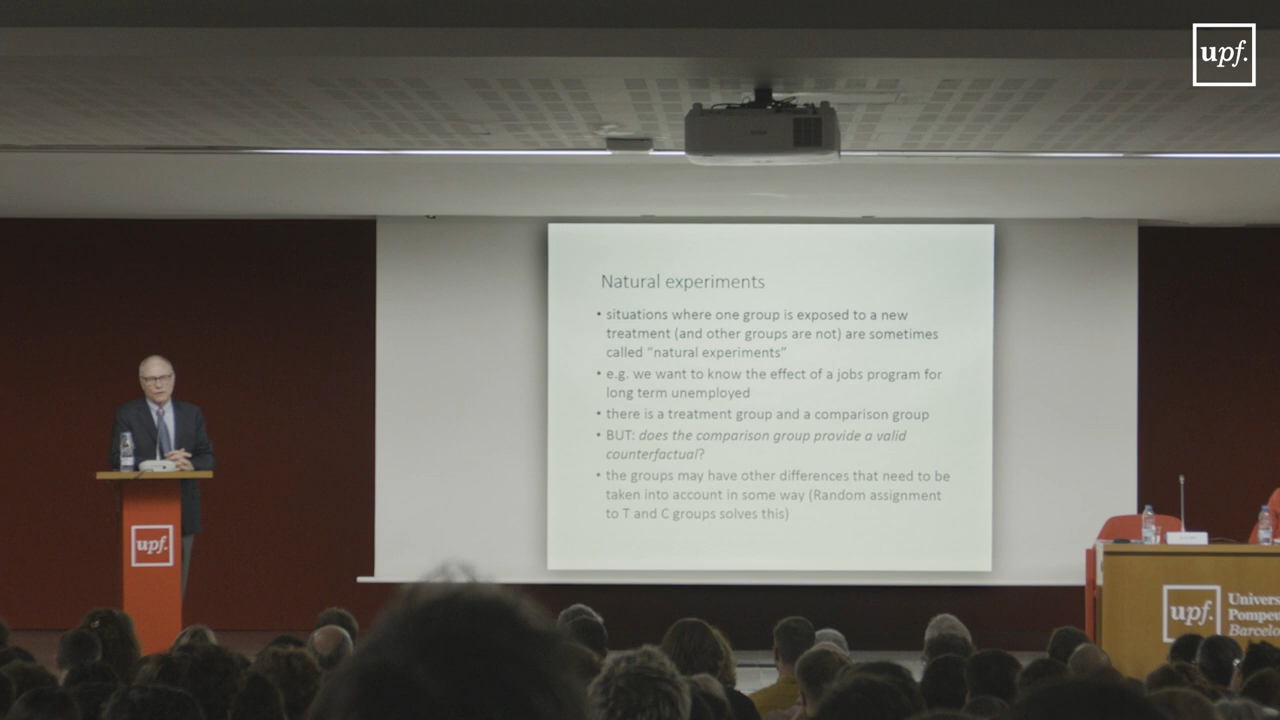 upf.
Natural experiments
• situations where one group is exposed to a new
treatment (and other groups are not) are sometimes
called “natural experiments”
• e.g. we want to know the effect of a jobs program for
long term unemployed
• there is a treatment group and a comparison group
• BUT: does the comparison group provide a valid
counterfactual?
• the groups may have other differences that need to be
taken into account in some way (Random assignment
to T and C groups solves this)
upf.
upf.
Univers
Pompe
Barcelo